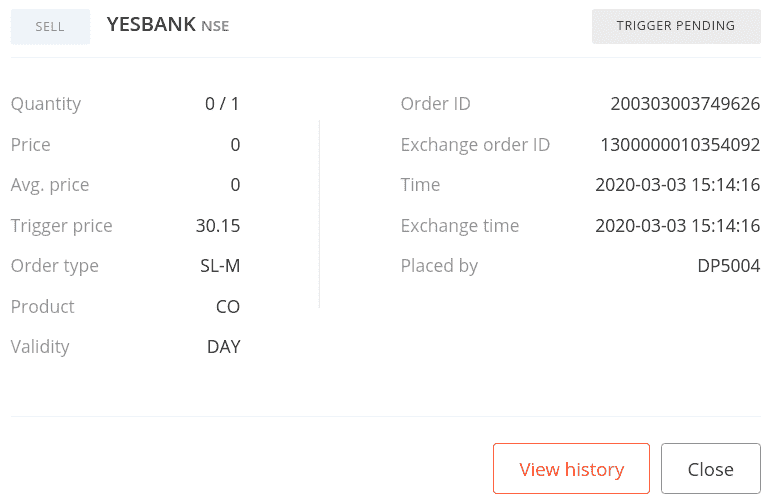 SELL YESBANK NSE TRIGGER PENDING
Quantity 0 / 1 Order ID 200303003749626
Price 0 Exchange order ID 1300000010354092
Avg. price 0 Time 2020-03-03 15:14:16
Trigger price 30.15 Exchange time 2020-03-03 15:14:16
Order type SL-M Placed by DP5004
Product CO
Validity DAY
View history Close